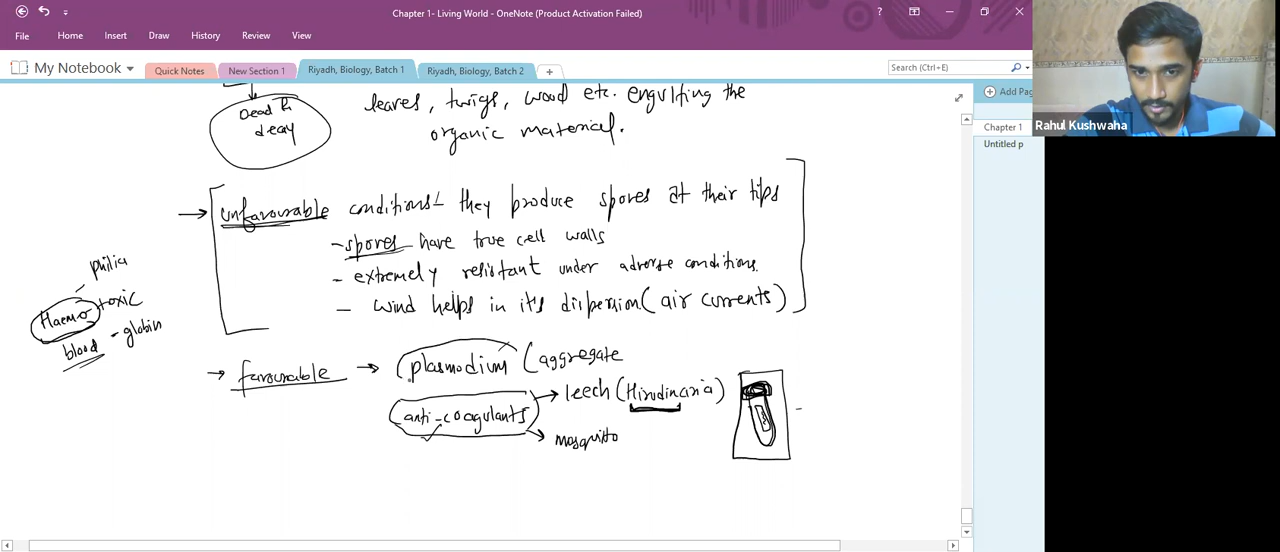 Chapter 1- Living World - OneNote (Product Activation Failed)
?
File Home Insert Draw History Review View
My Notebook
Quick Notes
New Section 1
Riyadh, Biology, Batch 1
Riyadh, Biology, Batch 2
Search (Ctrl+E)
Add Pag
Chapter 1
Untitled p
Rahul Kushwaha
Dead
decay
leaves, twigs, wood etc. engulfing the
organic material.
→ unfavourable conditions they produce spores at their tips
- spores have true cell walls
- extremely resistant under adverse conditions.
- wind helps in it's dispersion (air currents)
philia
Haemo toxic
blood - globin
→ favourable → (plasmodium (aggregate
anti-coagulants → leech (Hirudinaria)
→ mosquitto